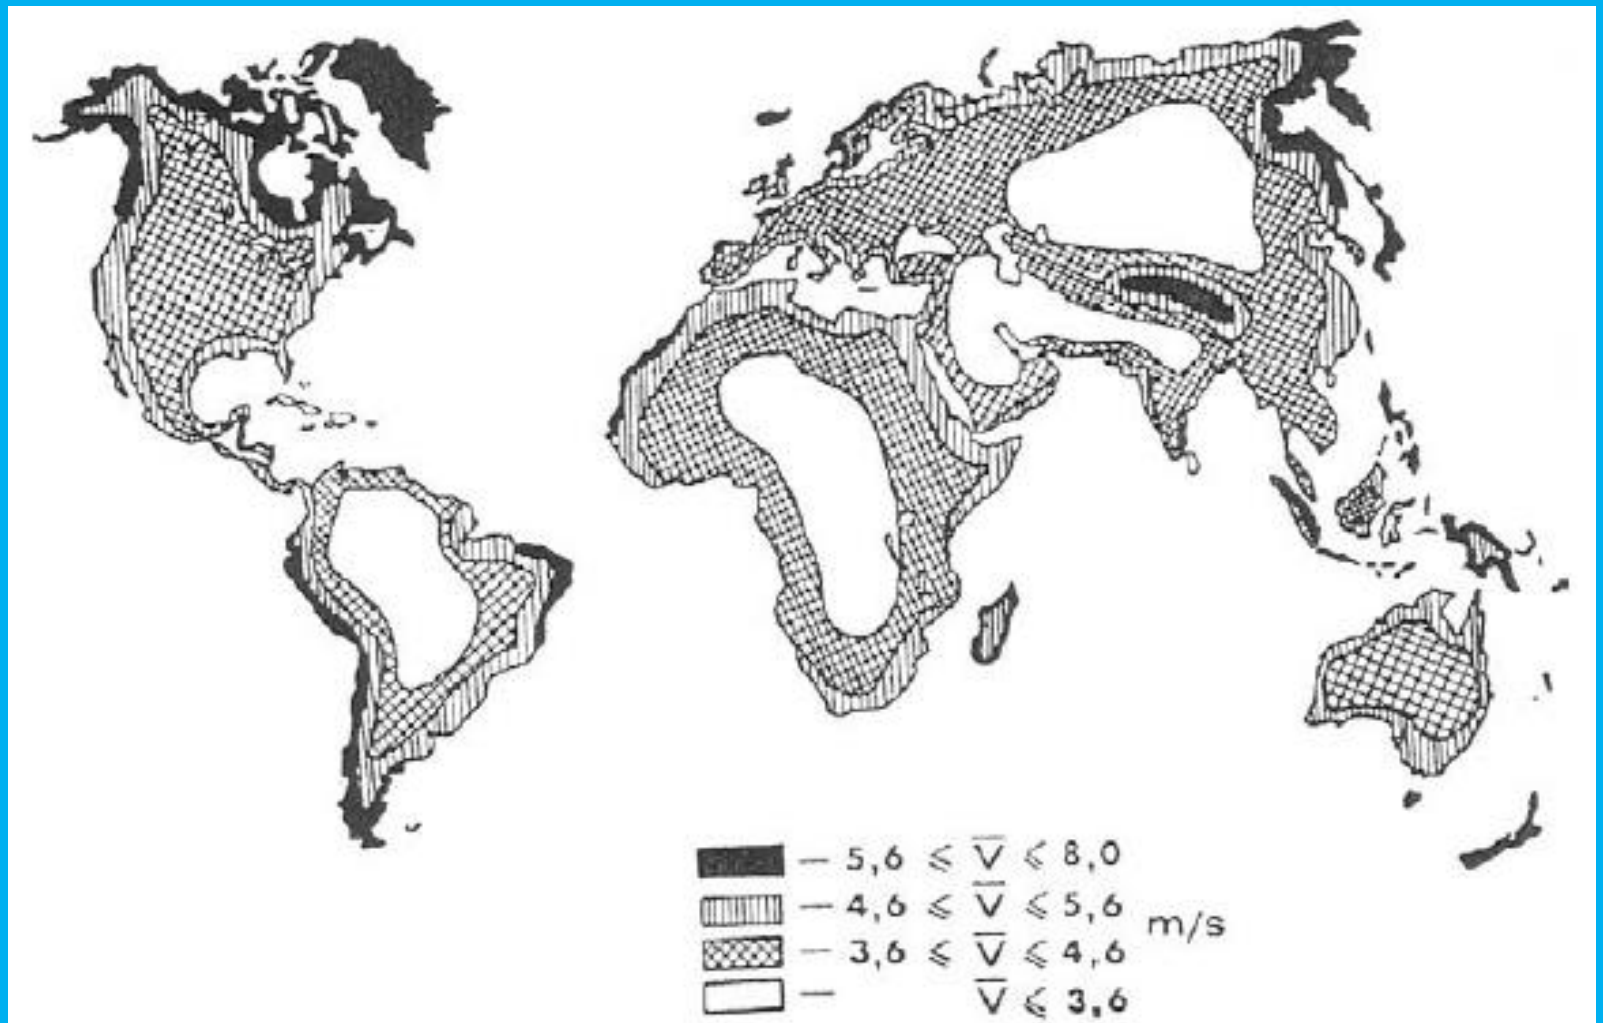 — 5,6 ⩽ V̅ ⩽ 8,0
— 4,6 ⩽ V̅ ⩽ 5,6
m/s
— 3,6 ⩽ V̅ ⩽ 4,6
— V̅ ⩽ 3,6